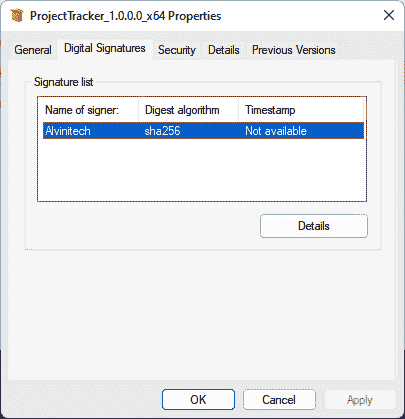 ProjectTracker_1.0.0.0_x64 Properties
General Digital Signatures Security Details Previous Versions
Signature list
Name of signer: Digest algorithm Timestamp
Alvinitech sha256 Not available
Details
OK Cancel Apply